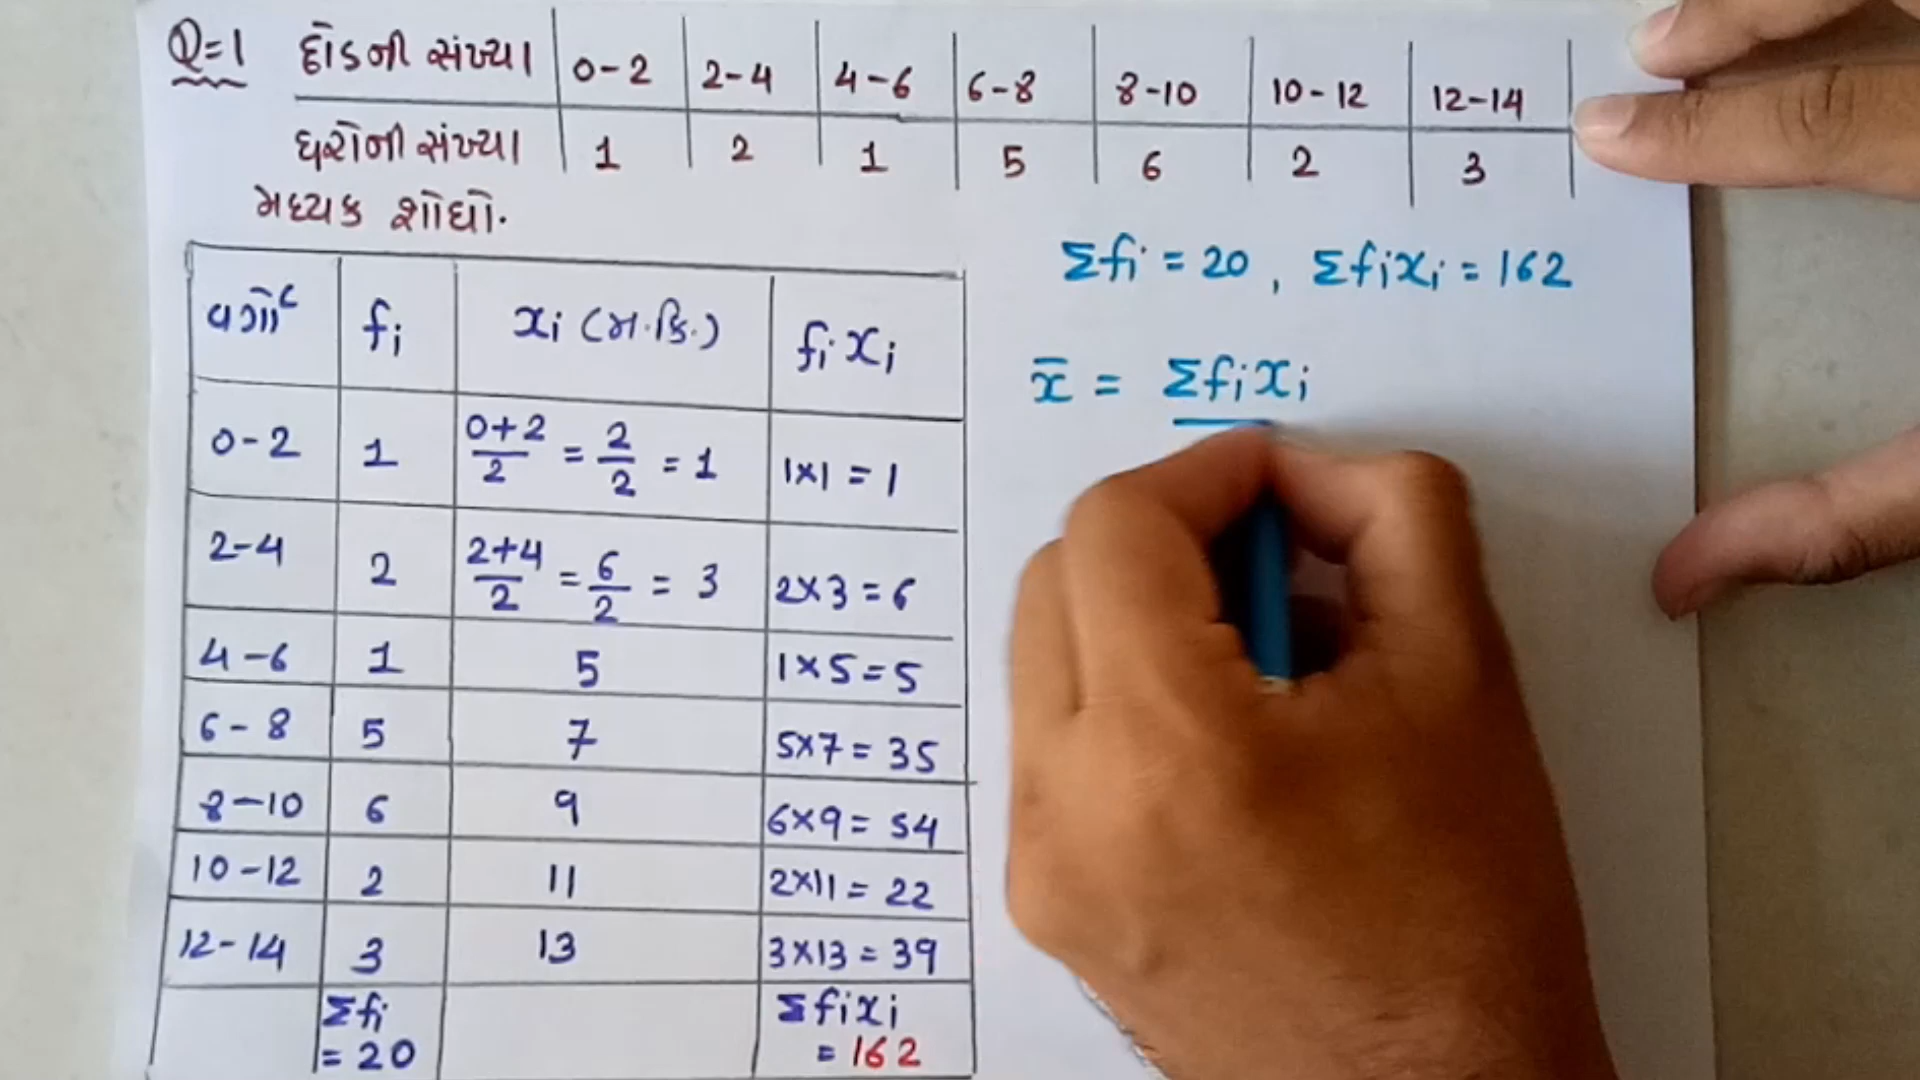 Q=1 છોડની સંખ્યા 0-2 2-4 4-6 6-8 8-10 10-12 12-14
ઘરોની સંખ્યા 1 2 1 5 6 2 3
મધ્યક શોધો.
વર્ગો fi xi (મ.કિ.) fixi
0-2 1 0+2/2 = 2/2 = 1 1×1 = 1
2-4 2 2+4/2 = 6/2 = 3 2×3 = 6
4-6 1 5 1×5 = 5
6-8 5 7 5×7 = 35
8-10 6 9 6×9 = 54
10-12 2 11 2×11 = 22
12-14 3 13 3×13 = 39
Σfi Σfixi
= 20 = 162
Σfi = 20, Σfixi = 162
x̄ = Σfixi